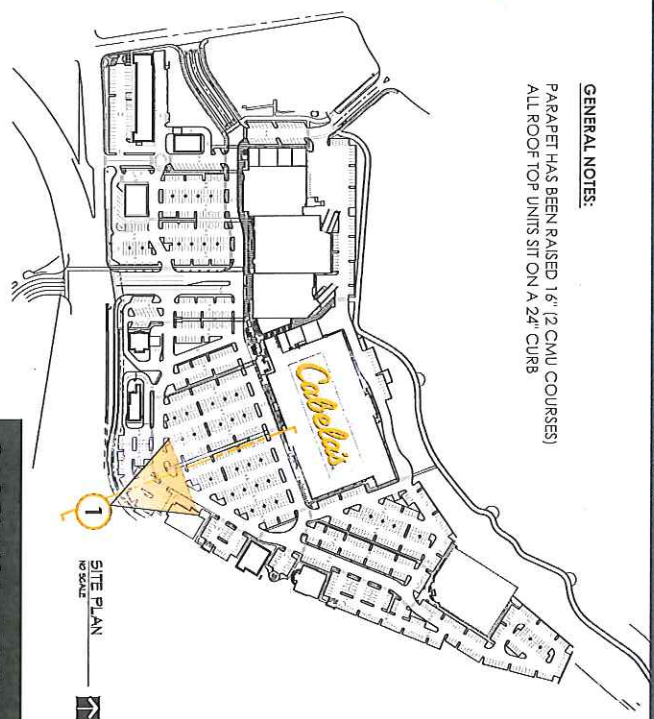 GENERAL NOTES:
PARAPET HAS BEEN RAISED 16" (2 CMU COURSES)
ALL ROOF TOP UNITS SIT ON A 24" CURB
Cabela's
1
SITE PLAN
NO SCALE